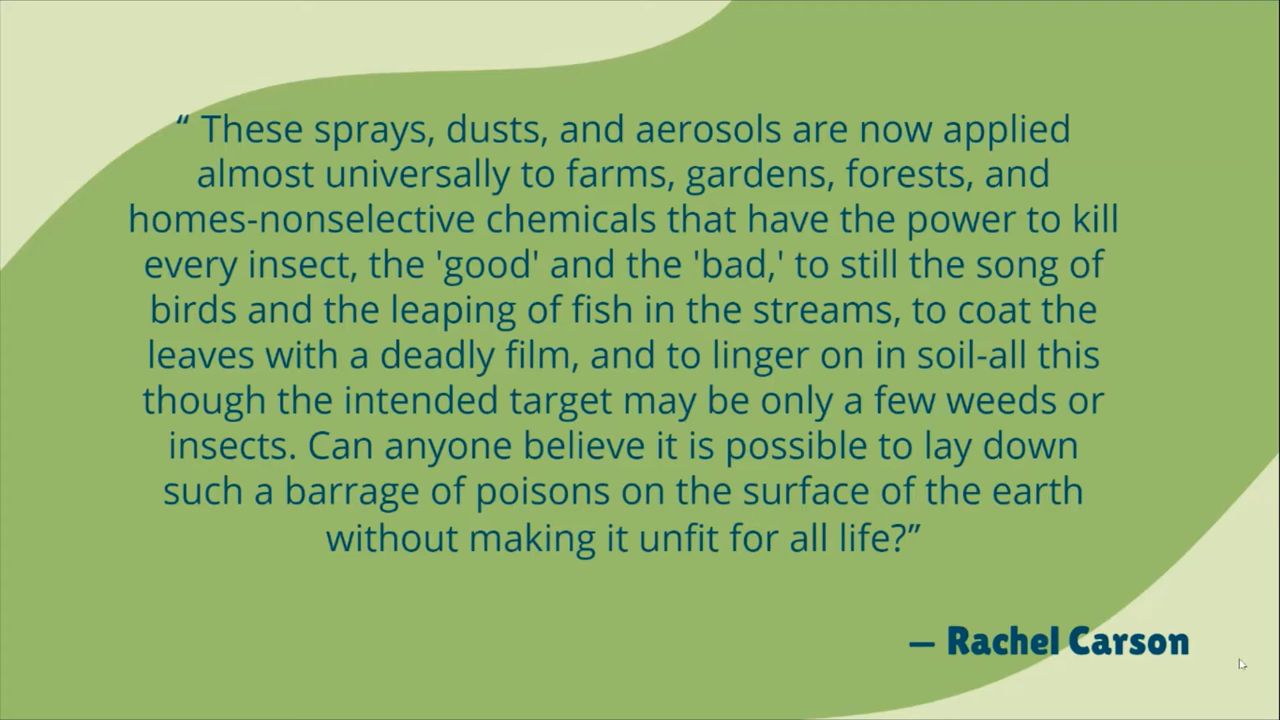 “ These sprays, dusts, and aerosols are now applied
almost universally to farms, gardens, forests, and
homes-nonselective chemicals that have the power to kill
every insect, the 'good' and the 'bad,' to still the song of
birds and the leaping of fish in the streams, to coat the
leaves with a deadly film, and to linger on in soil-all this
though the intended target may be only a few weeds or
insects. Can anyone believe it is possible to lay down
such a barrage of poisons on the surface of the earth
without making it unfit for all life?”
— Rachel Carson